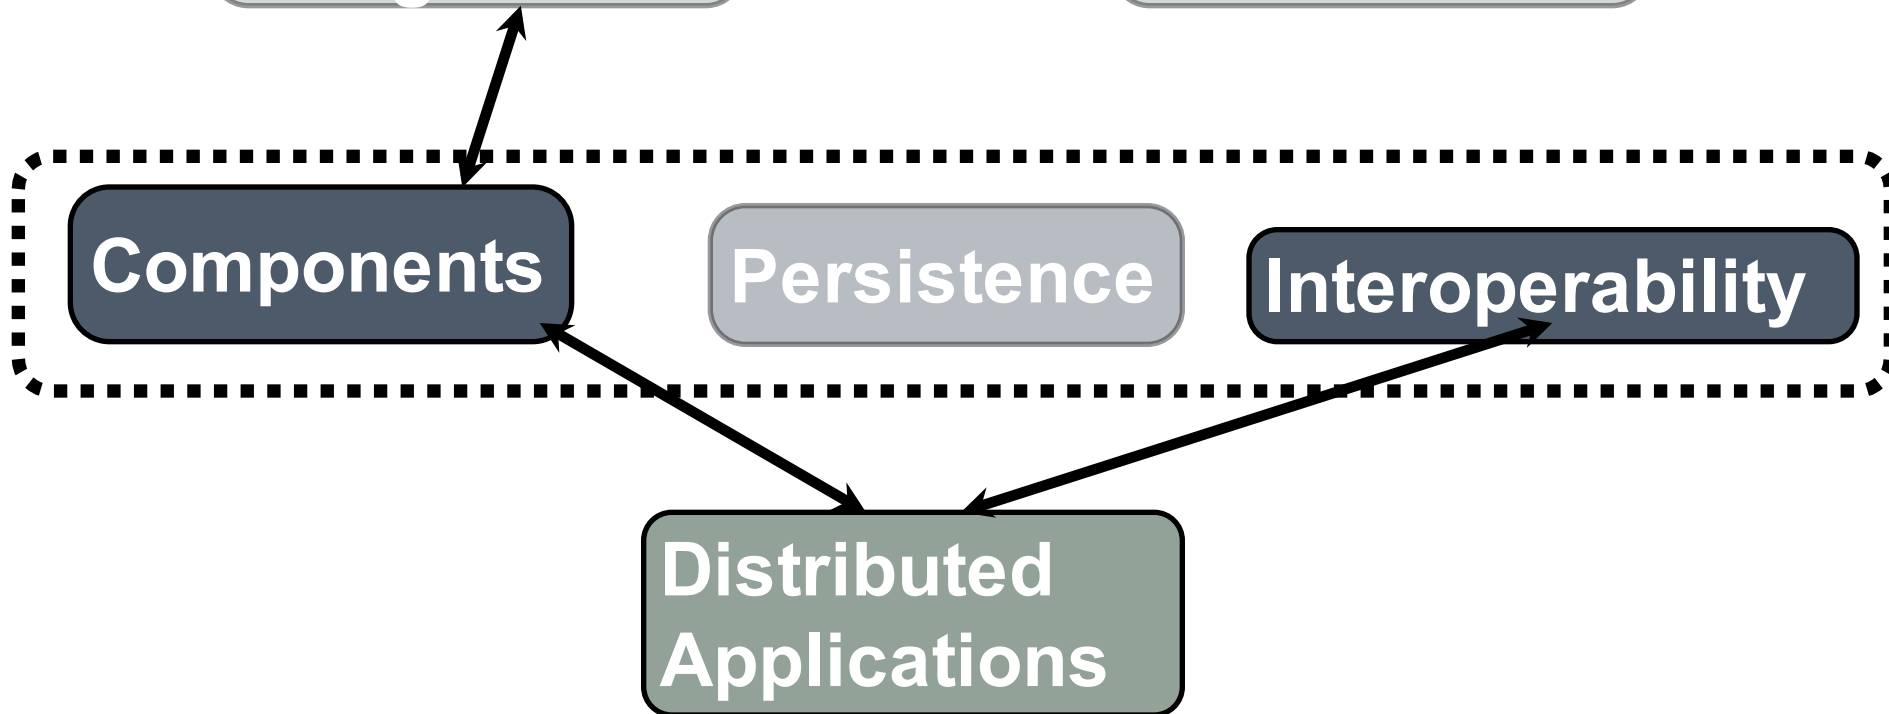 Components
Persistence
Interoperability
Distributed
Applications